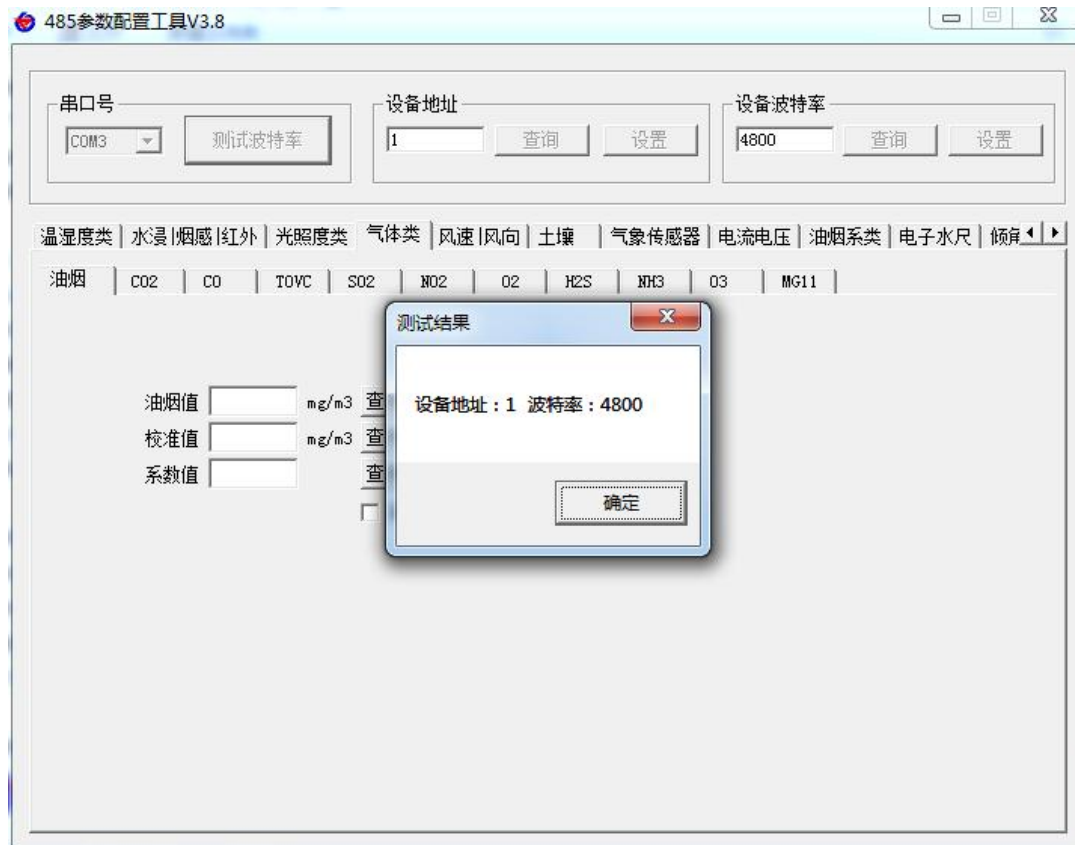 485参数配置工具V3.8
串口号 设备地址 设备波特率
COM3 测试波特率 1 查询 设置 4800 查询 设置
温湿度类 水浸|烟感|红外 光照度类 气体类 风速|风向 土壤 气象传感器 电流电压 油烟系类 电子水尺 倾角
油烟 CO2 CO TOVC SO2 NO2 O2 H2S NH3 O3 MG11
测试结果
油烟值 mg/m3 查
设备地址：1 波特率：4800
校准值 mg/m3 查
系数值 查
确定